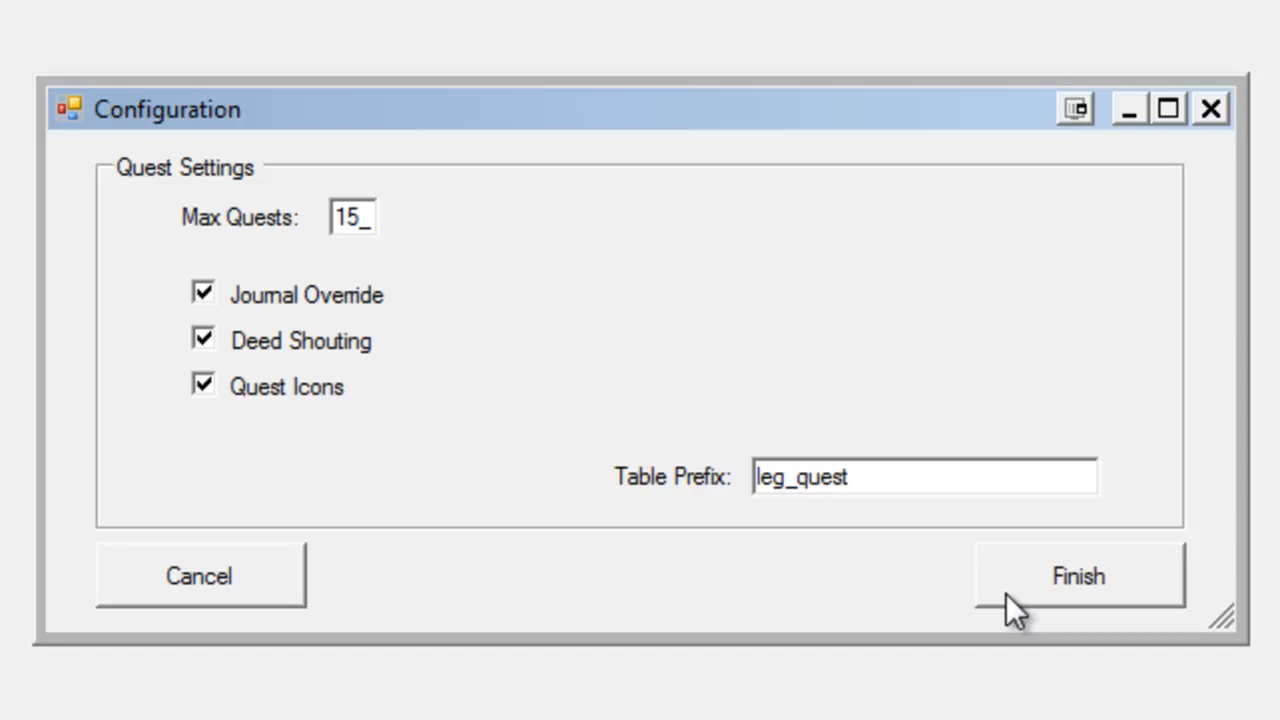 Configuration
Quest Settings
Max Quests: 15_
Journal Override
Deed Shouting
Quest Icons
Table Prefix: leg_quest
Cancel
Finish